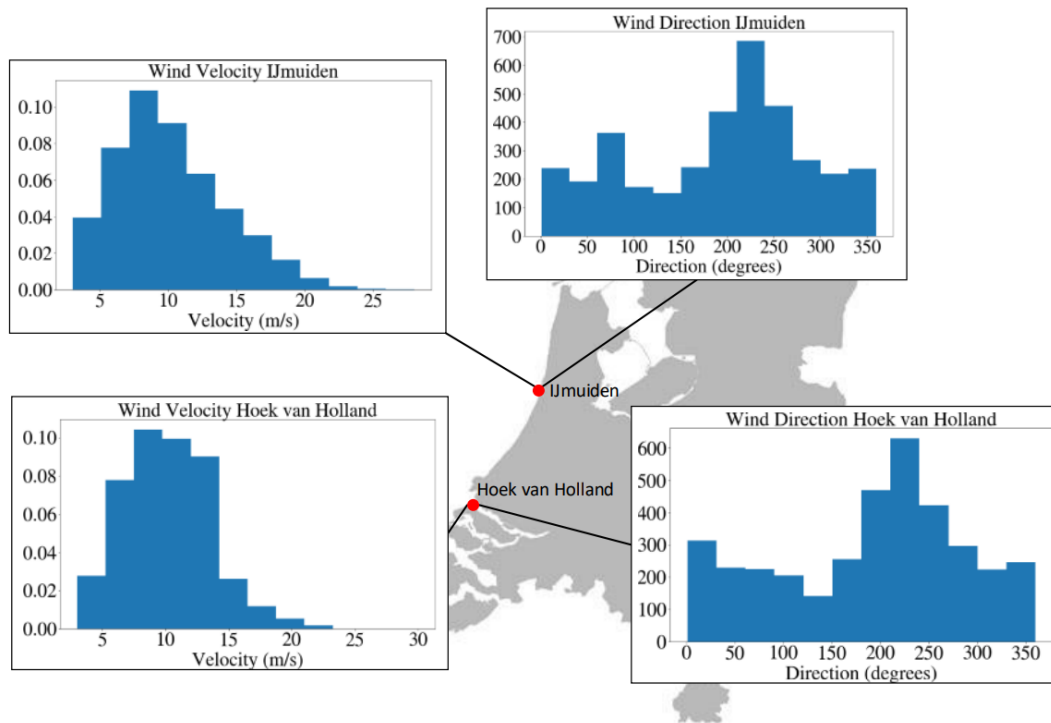 Wind Velocity IJmuiden
0.10
0.08
0.06
0.04
0.02
0.00
5 10 15 20 25
Velocity (m/s)
Wind Direction IJmuiden
700
600
500
400
300
200
100
0
0 50 100 150 200 250 300 350
Direction (degrees)
IJmuiden
Hoek van Holland
Wind Velocity Hoek van Holland
0.10
0.08
0.06
0.04
0.02
0.00
5 10 15 20 25 30
Velocity (m/s)
Wind Direction Hoek van Holland
600
500
400
300
200
100
0
0 50 100 150 200 250 300 350
Direction (degrees)